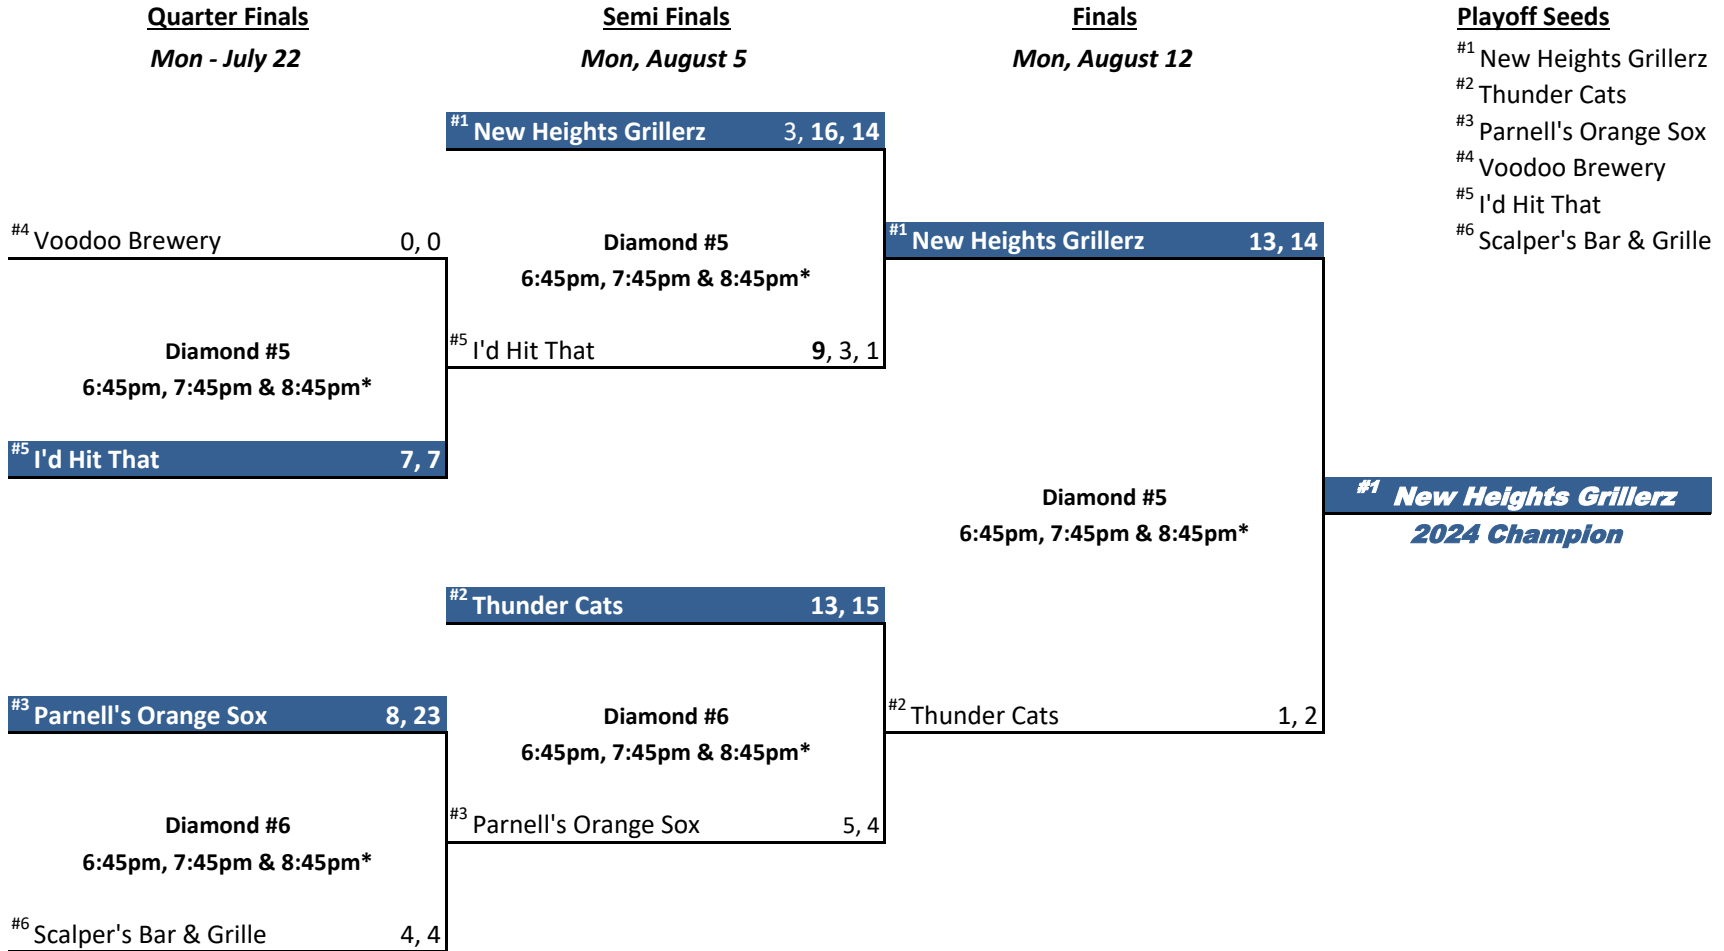 Quarter Finals Semi Finals Finals Playoff Seeds
Mon - July 22 Mon, August 5 Mon, August 12 #1 New Heights Grillerz
#2 Thunder Cats
#1 New Heights Grillerz 3, 16, 14 #3 Parnell's Orange Sox
#4 Voodoo Brewery
#5 I'd Hit That
#4 Voodoo Brewery 0, 0 Diamond #5 #1 New Heights Grillerz 13, 14 #6 Scalper's Bar & Grille
6:45pm, 7:45pm & 8:45pm*
Diamond #5 #5 I'd Hit That 9, 3, 1
6:45pm, 7:45pm & 8:45pm*
#5 I'd Hit That 7, 7
Diamond #5 #1 New Heights Grillerz
6:45pm, 7:45pm & 8:45pm* 2024 Champion
#2 Thunder Cats 13, 15
#3 Parnell's Orange Sox 8, 23 Diamond #6 #2 Thunder Cats 1, 2
6:45pm, 7:45pm & 8:45pm*
Diamond #6 #3 Parnell's Orange Sox 5, 4
6:45pm, 7:45pm & 8:45pm*
#6 Scalper's Bar & Grille 4, 4